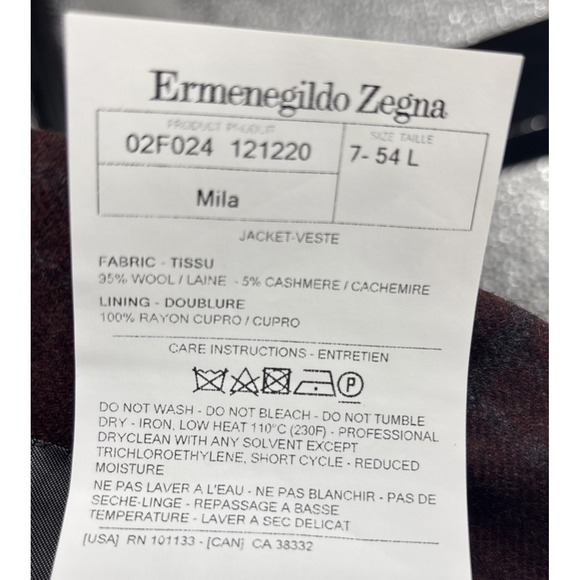 Ermenegildo Zegna
PRODUCT PRODUIT SIZE TAILLE
02F024 121220 7- 54 L
Mila
JACKET-VESTE
FABRIC - TISSU
95% WOOL / LAINE - 5% CASHMERE / CACHEMIRE
LINING - DOUBLURE
100% RAYON CUPRO / CUPRO
CARE INSTRUCTIONS - ENTRETIEN
P
DO NOT WASH - DO NOT BLEACH - DO NOT TUMBLE
DRY - IRON, LOW HEAT 110°C (230F) - PROFESSIONAL
DRYCLEAN WITH ANY SOLVENT EXCEPT
TRICHLOROETHYLENE, SHORT CYCLE - REDUCED
MOISTURE
NE PAS LAVER A L'EAU - NE PAS BLANCHIR - PAS DE
SECHE-LINGE - REPASSAGE A BASSE
TEMPERATURE - LAVER A SEC DELICAT
[USA] RN 101133 - [CAN] CA 38332